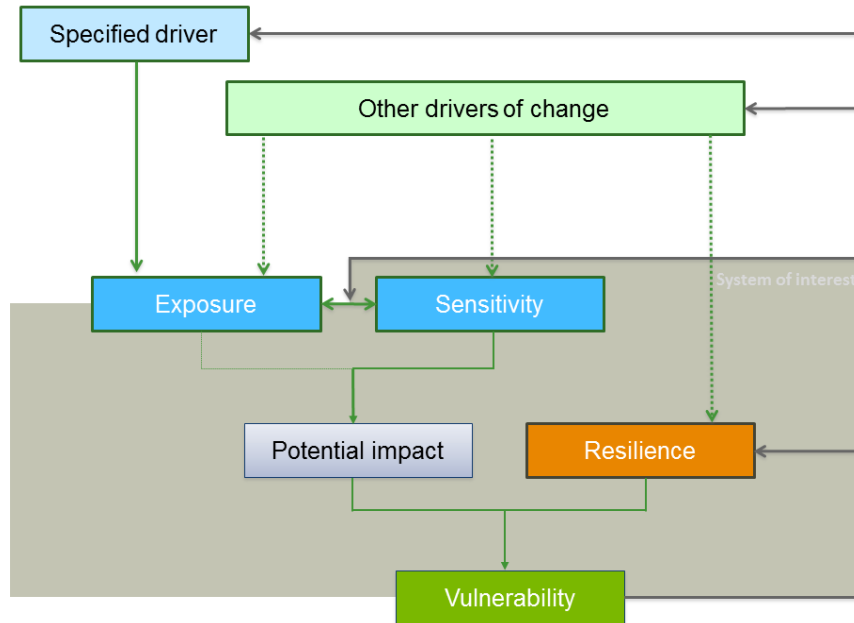 Specified driver
Other drivers of change
System of interest
Exposure
Sensitivity
Potential impact
Resilience
Vulnerability